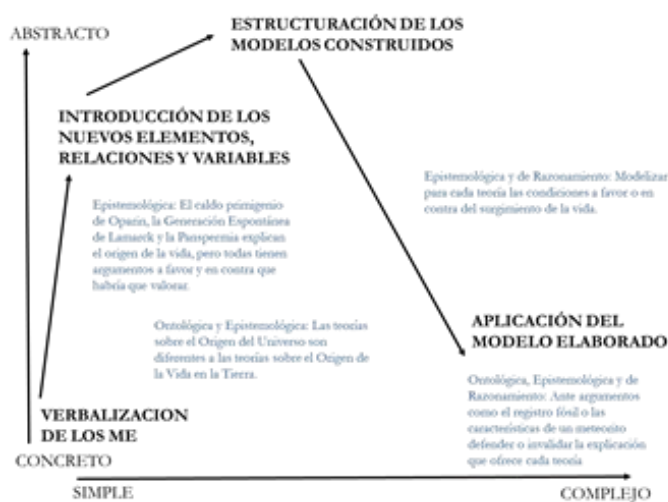 ABSTRACTO
ESTRUCTURACIÓN DE LOS
MODELOS CONSTRUIDOS
INTRODUCCIÓN DE LOS
NUEVOS ELEMENTOS,
RELACIONES Y VARIABLES
Epistemológica y de Razonamiento: Modelizar
para cada teoría las condiciones a favor o en
contra del surgimiento de la vida.
Epistemológica: El caldo primigenio
de Oparin, la Generación Espontánea
de Lamarck y la Panspermia explican
el origen de la vida, pero todas tienen
argumentos a favor y en contra que
habría que valorar.
Ontológica y Epistemológica: Las teorías
sobre el Origen del Universo son
diferentes a las teorías sobre el Origen de
la Vida en la Tierra.
APLICACIÓN DEL
MODELO ELABORADO
Ontológica, Epistemológica y de
Razonamiento: Ante argumentos
como el registro fósil o las
características de un meteorito
defender o invalidar la explicación
que ofrece cada teoría
VERBALIZACION
DE LOS ME
CONCRETO
SIMPLE
COMPLEJO